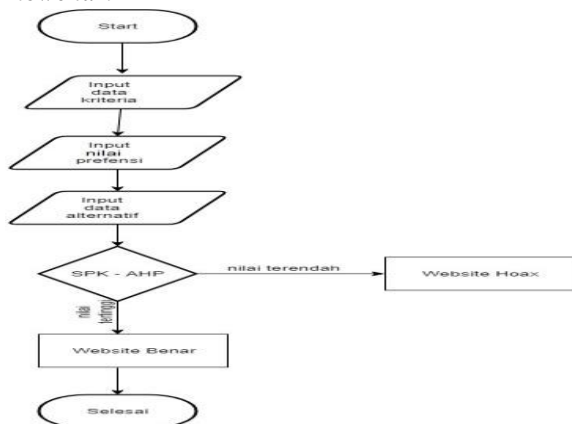 Start
Input
data
kriteria
Input
nilai
prefensi
Input
data
alternatif
SPK - AHP
nilai terendah
Website Hoax
nilai
tertinggi
Website Benar
Selesai